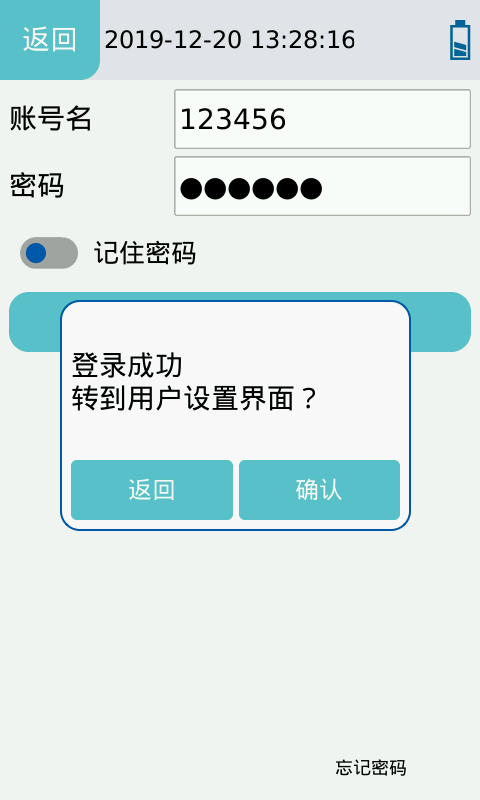 返回
2019-12-20 13:28:16
账号名
123456
密码
●●●●●●
记住密码
登录成功
转到用户设置界面？
返回
确认
忘记密码